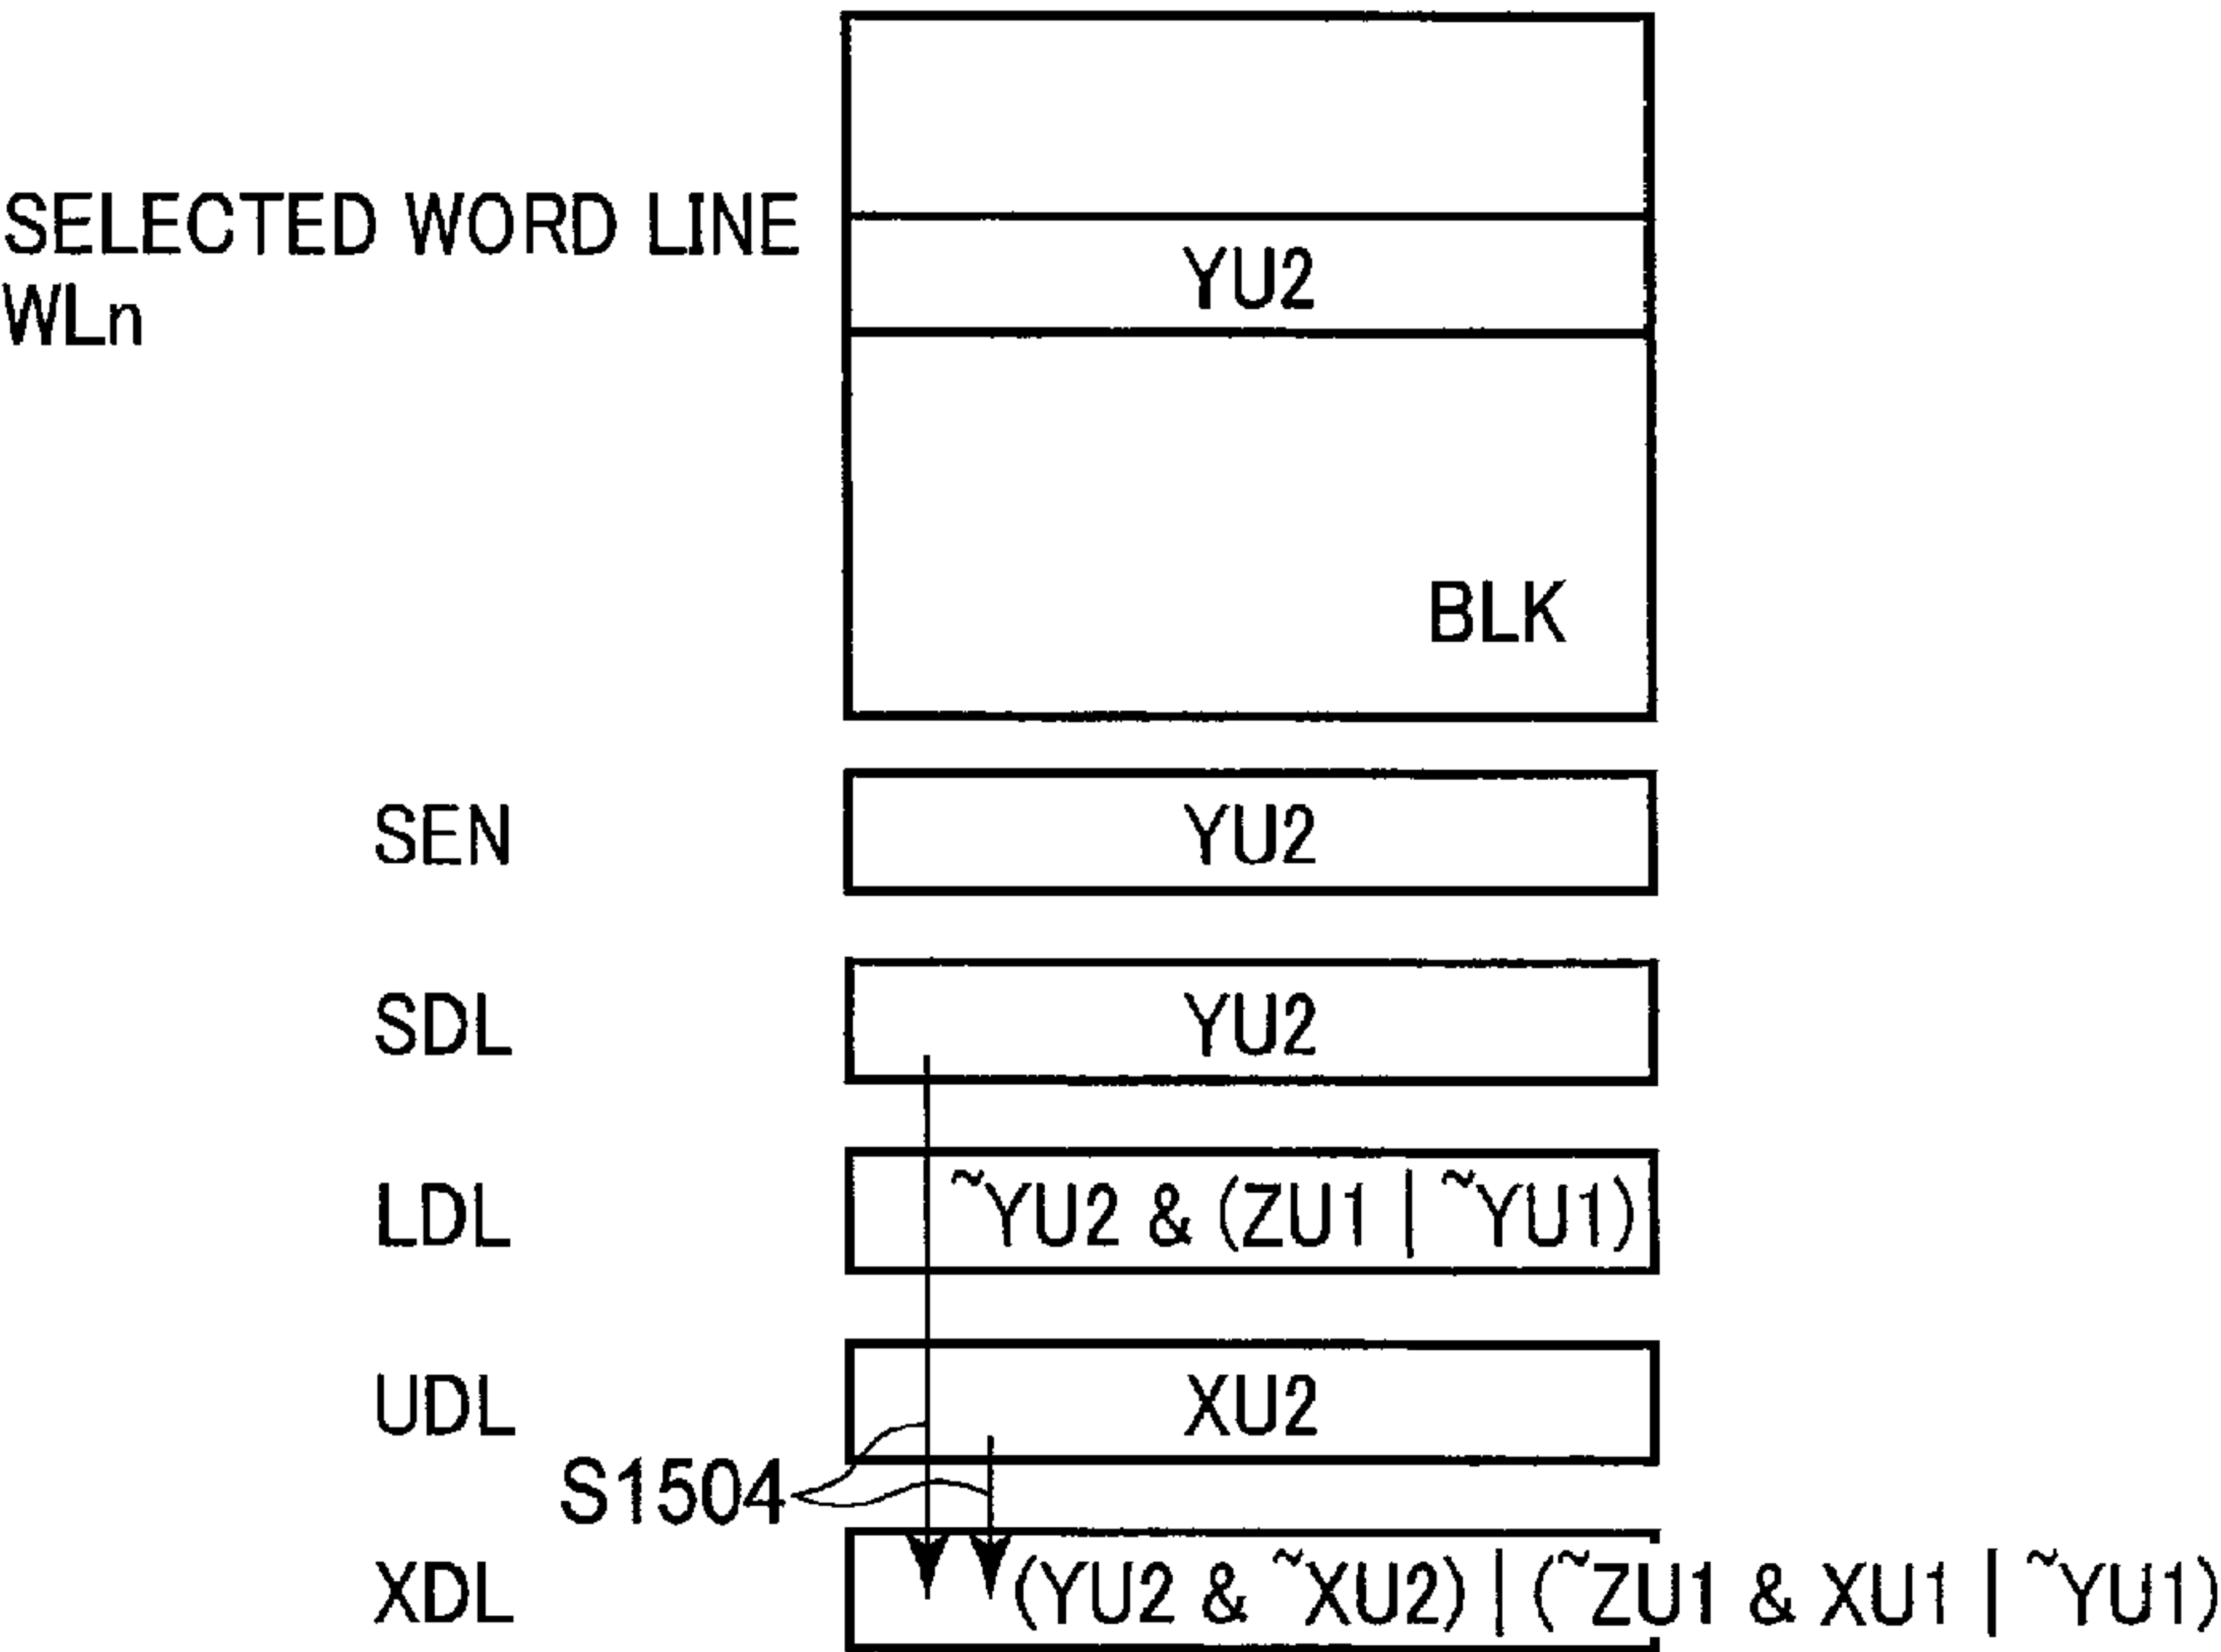 SELECTED WORD LINE
WLn
YU2
BLK
SEN YU2
SDL YU2
LDL ~YU2 & (ZU1 | ~YU1)
UDL XU2
S1504
XDL (YU2 & ~XU2) | (~ZU1 & XU1 | ~YU1)